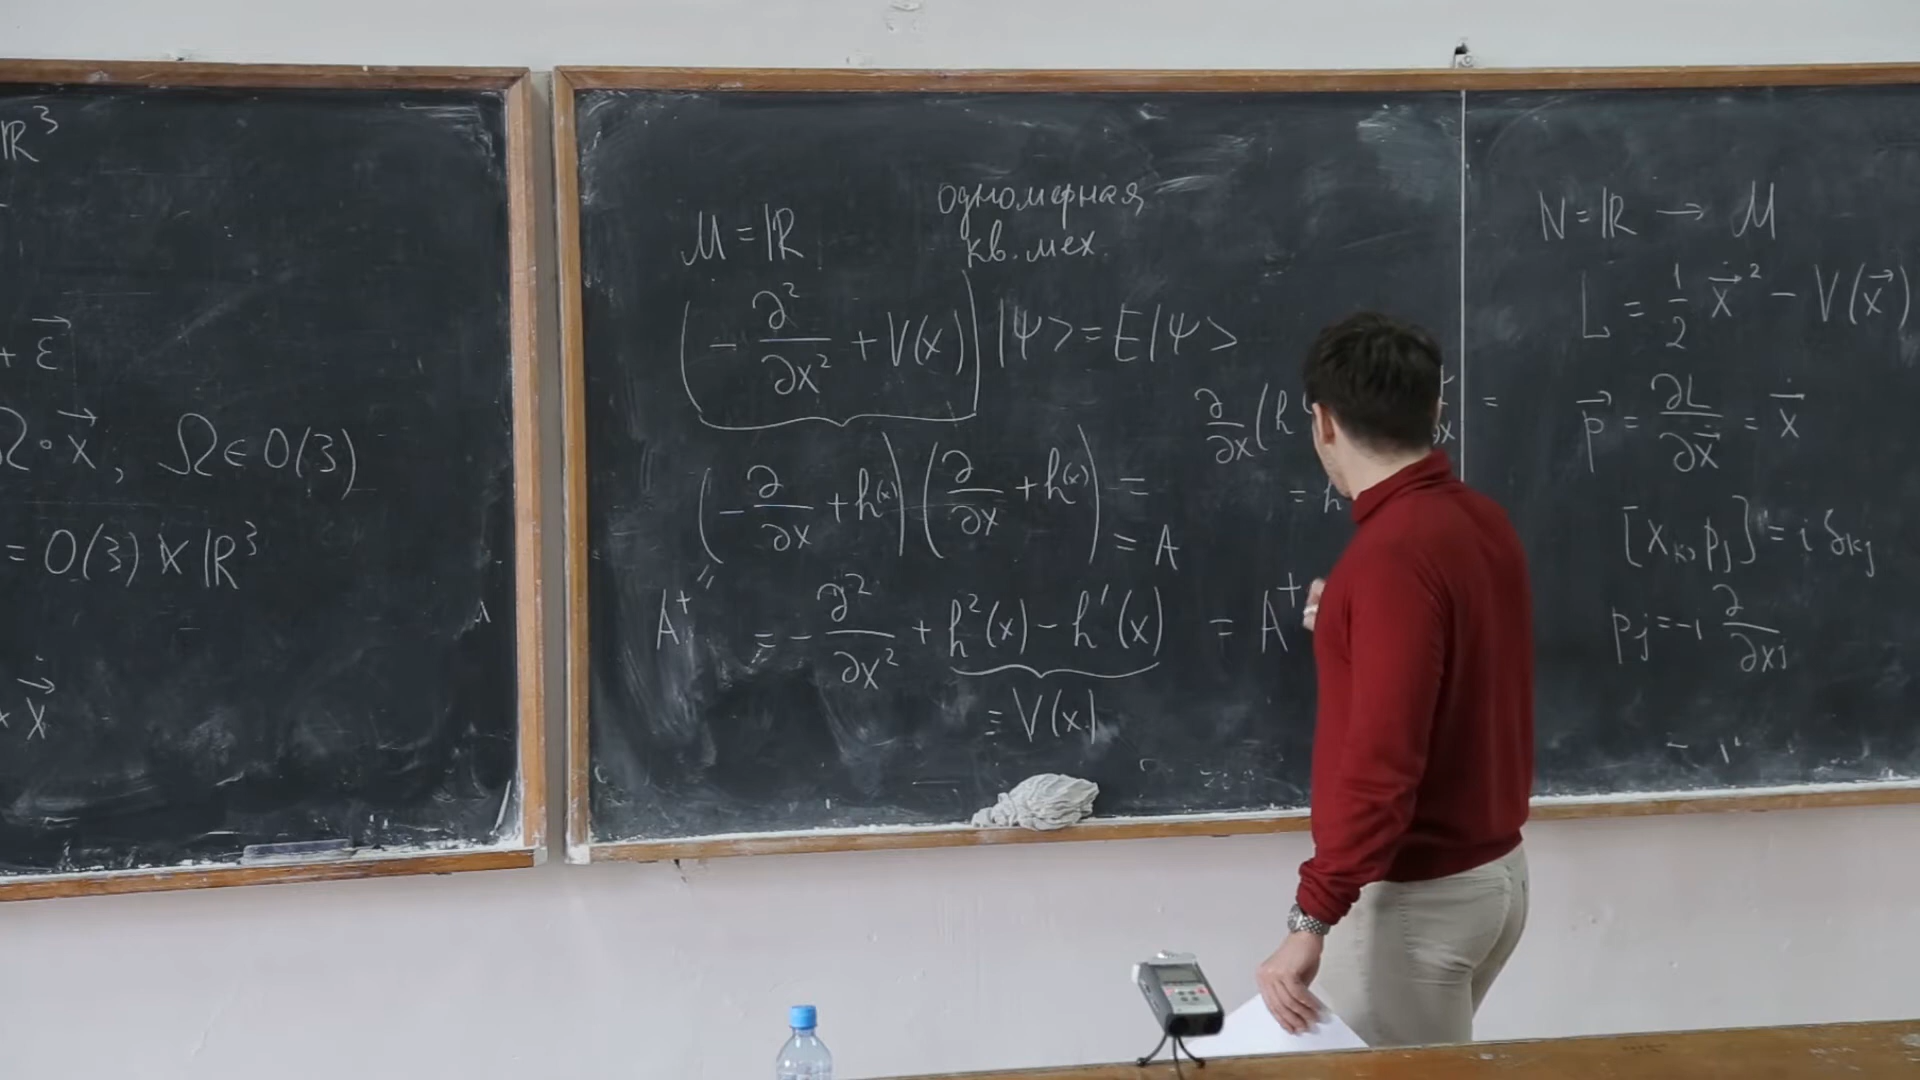 ℝ³
+ ε⃗
Ω∘x⃗, Ω∈O(3)
= O(3) ⋉ ℝ³
ẋ⃗
одномерная
кв. мех.
M = ℝ
(-∂²/∂x² + V(x)) |Ψ> = E|Ψ>
∂/∂x (h
=
= h
(-∂/∂x + h(x)) (∂/∂x + h(x)) =
= A
A⁺ "
= -∂²/∂x² + h²(x) - h'(x) = A⁺
≡ V(x)
N = ℝ → M
L = 1/2 ẋ⃗² - V(x⃗)
p⃗ = ∂L/∂ẋ⃗ = ẋ⃗
[x_k, p_j] = i δ_kj
p_j = -i ∂/∂x_j